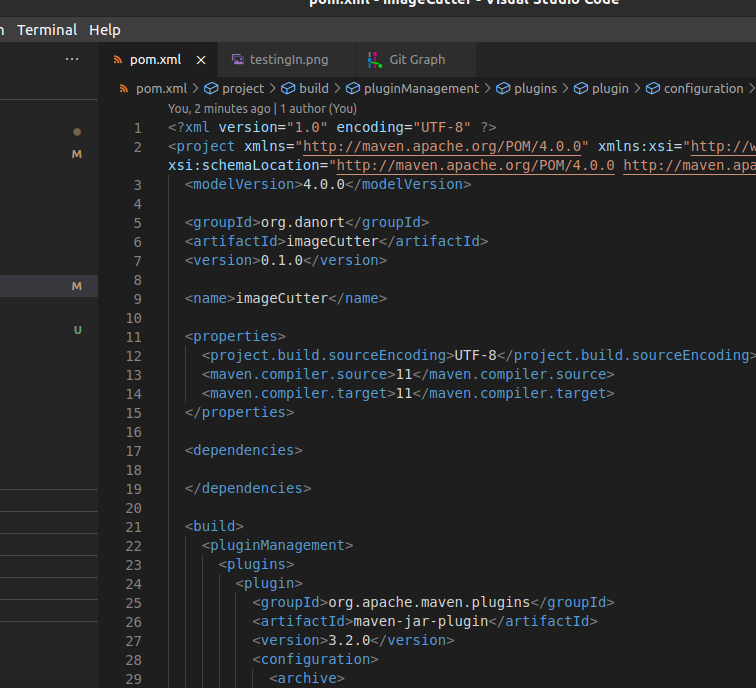 pom.xml - imageCutter - Visual Studio Code
Terminal Help
pom.xml testingIn.png Git Graph
pom.xml > project > build > pluginManagement > plugins > plugin > configuration >
You, 2 minutes ago | 1 author (You)
1 <?xml version="1.0" encoding="UTF-8" ?>
2 <project xmlns="http://maven.apache.org/POM/4.0.0" xmlns:xsi="http://w
xsi:schemaLocation="http://maven.apache.org/POM/4.0.0 http://maven.apa
M
3 <modelVersion>4.0.0</modelVersion>
4
5 <groupId>org.danort</groupId>
6 <artifactId>imageCutter</artifactId>
7 <version>0.1.0</version>
8
M
9 <name>imageCutter</name>
10
U
11 <properties>
12 <project.build.sourceEncoding>UTF-8</project.build.sourceEncoding>
13 <maven.compiler.source>11</maven.compiler.source>
14 <maven.compiler.target>11</maven.compiler.target>
15 </properties>
16
17 <dependencies>
18
19 </dependencies>
20
21 <build>
22 <pluginManagement>
23 <plugins>
24 <plugin>
25 <groupId>org.apache.maven.plugins</groupId>
26 <artifactId>maven-jar-plugin</artifactId>
27 <version>3.2.0</version>
28 <configuration>
29 <archive>